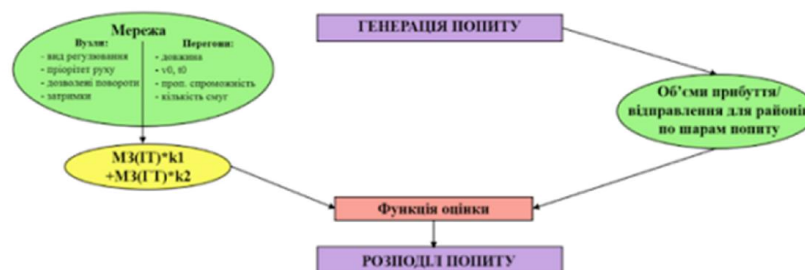 Мережа
Вузли:
- вид регулювання
- пріорітет руху
- дозволені повороти
- затримки
Перегони:
- довжина
- v0, t0
- проп. спроможність
- кількість смуг
МЗ(ІТ)*k1
+МЗ(ГТ)*k2
ГЕНЕРАЦІЯ ПОПИТУ
Об'єми прибуття/
відправлення для районів
по шарам попиту
Функція оцінки
РОЗПОДІЛ ПОПИТУ